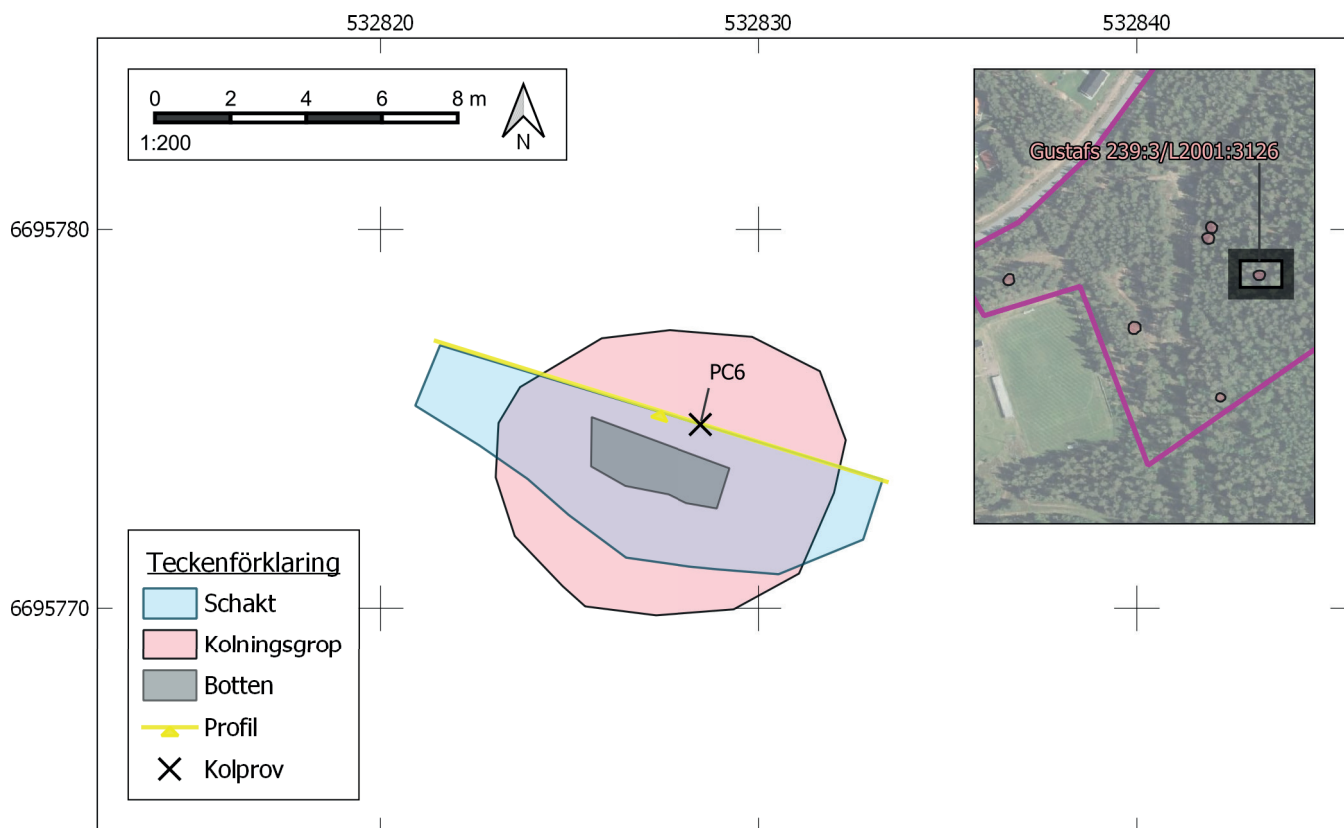 532820 532830 532840
0 2 4 6 8 m
1:200
N
Gustafs 239:3/L2001:3126
6695780
PC6
Teckenförklaring
Schakt
Kolningsgrop
Botten
Profil
Kolprov
6695770